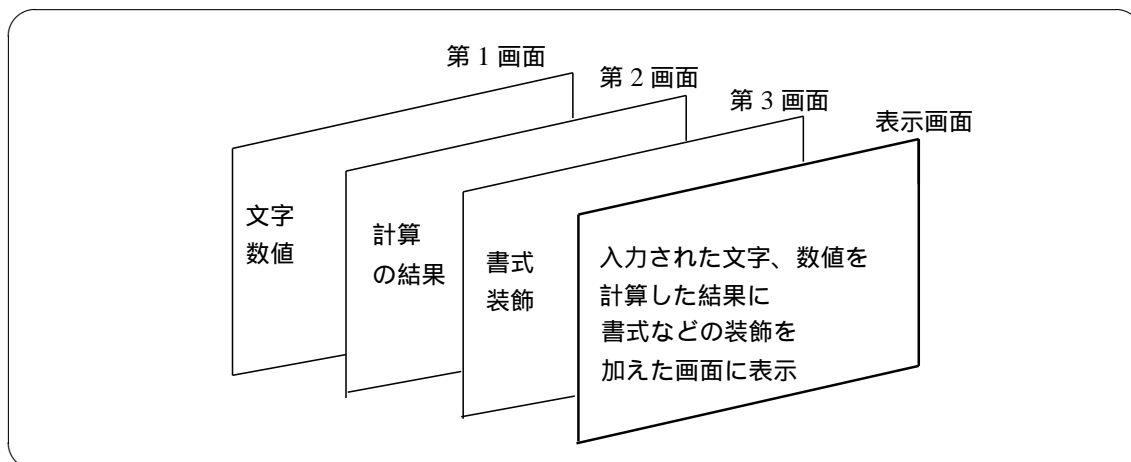 第 1 画面
第 2 画面
第 3 画面
表示画面
文字
数値
計算
の結果
書式
装飾
入力された文字、数値を
計算した結果に
書式などの装飾を
加えた画面に表示